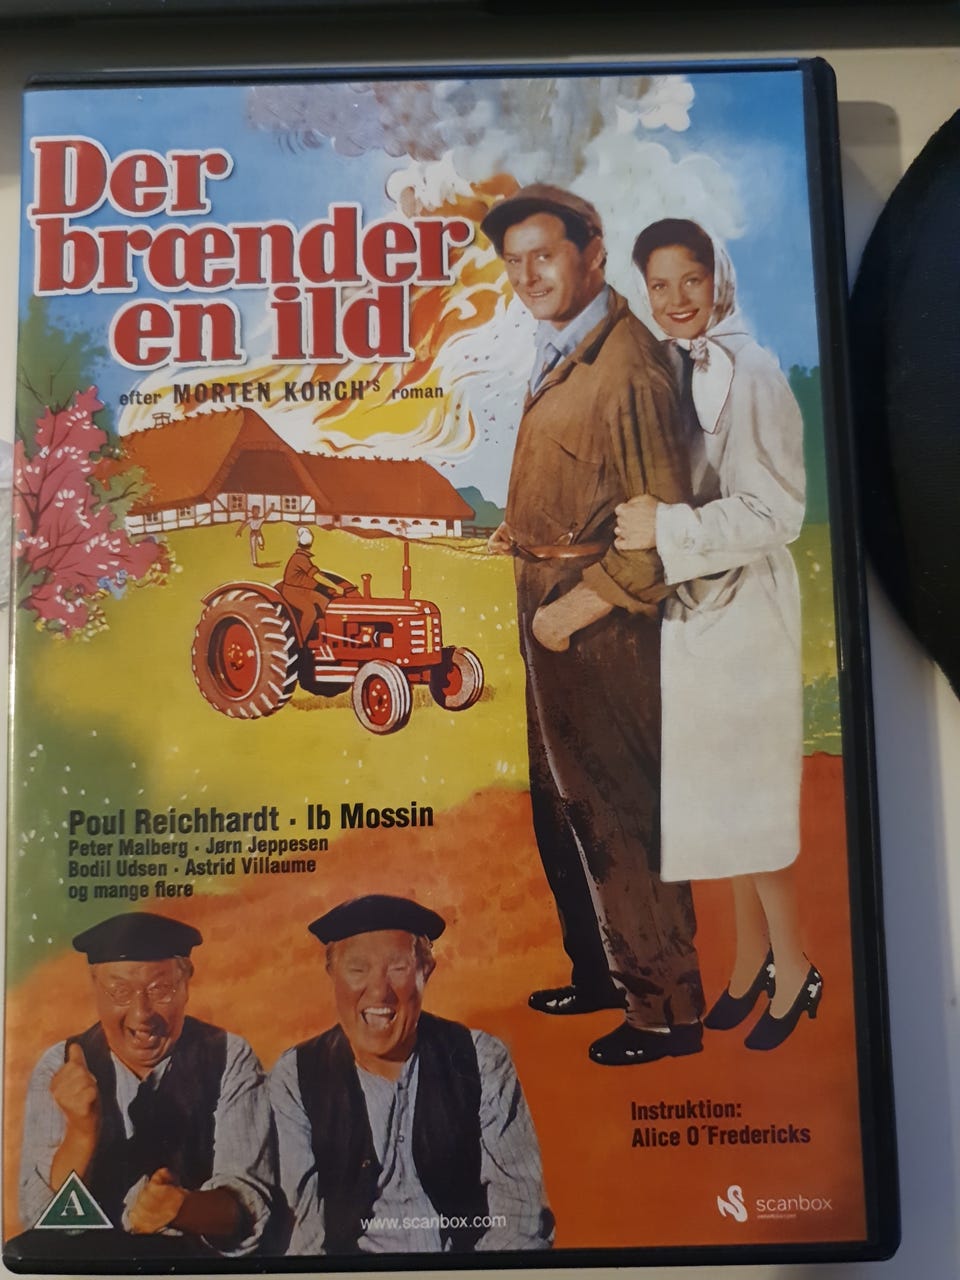 Der
brænder
en ild
efter MORTEN KORCH's roman
Poul Reichhardt · Ib Mossin
Peter Malberg · Jørn Jeppesen
Bodil Udsen · Astrid Villaume
og mange flere
Instruktion:
Alice O´Fredericks
A
www.scanbox.com
scanbox